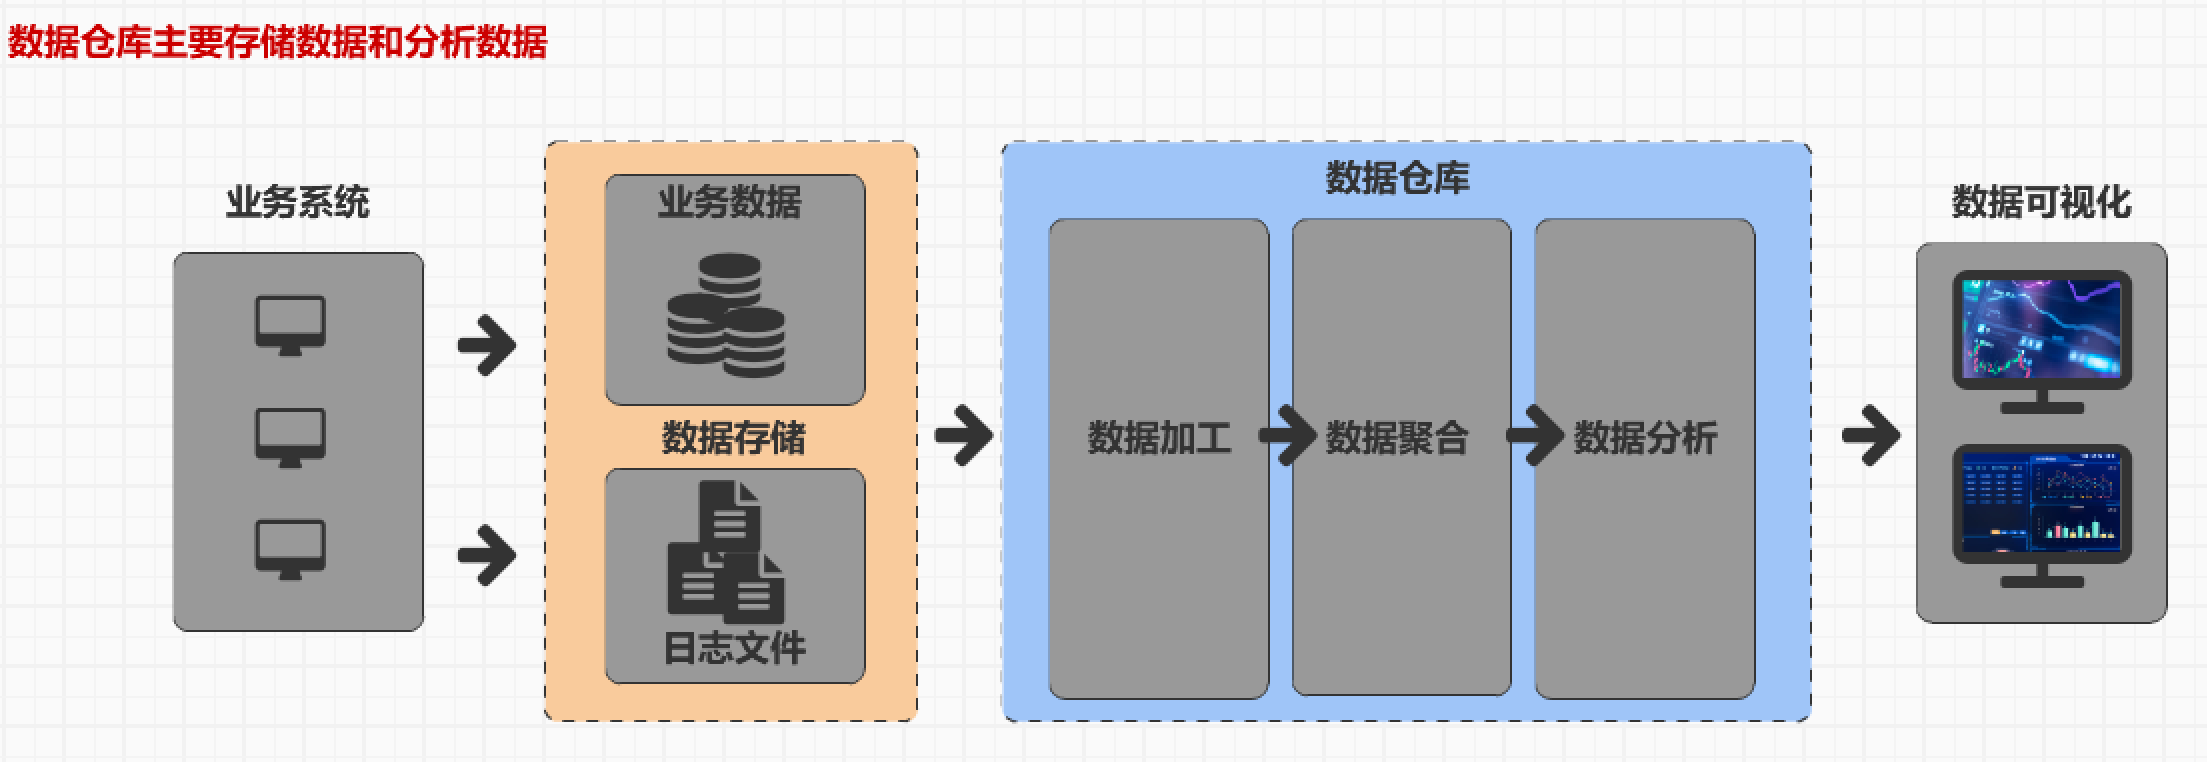 数据仓库主要存储数据和分析数据
业务系统
业务数据
数据存储
日志文件
数据仓库
数据加工
数据聚合
数据分析
数据可视化